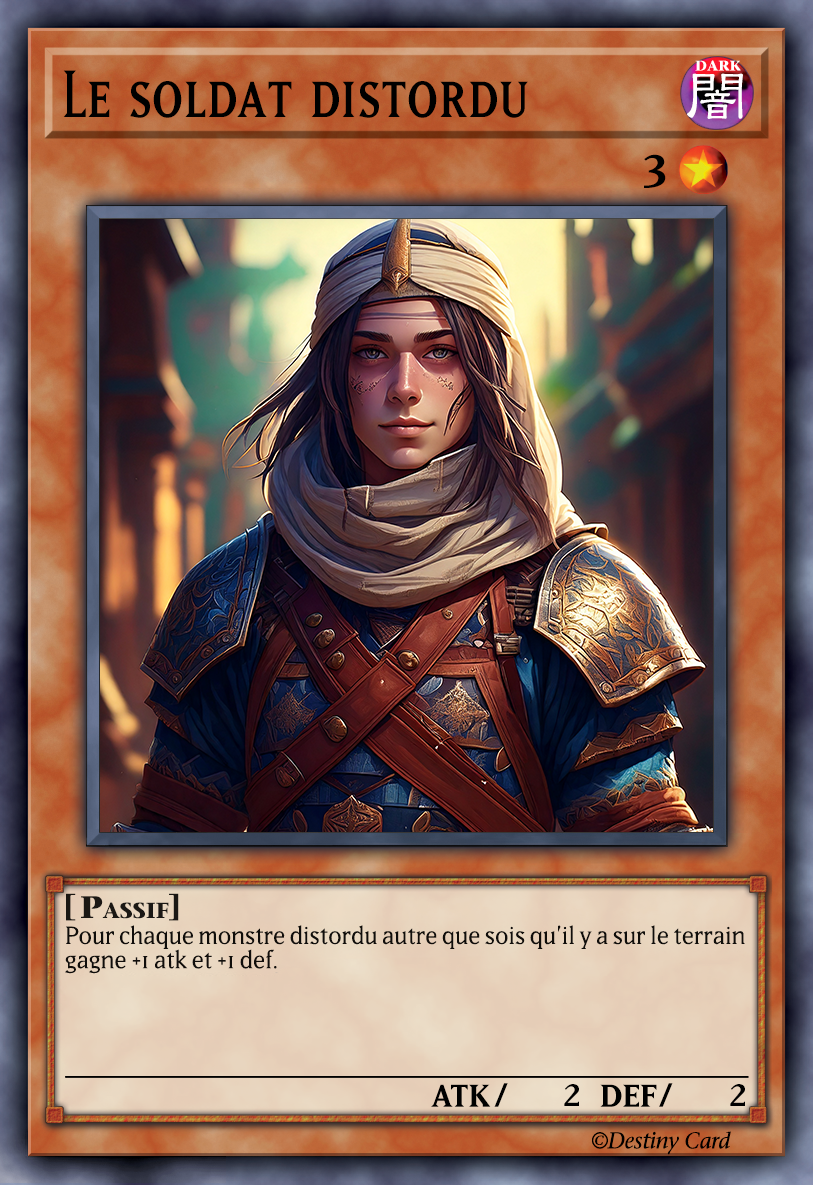 Le soldat distordu
DARK
闇
3
[ Passif]
Pour chaque monstre distordu autre que sois qu'il y a sur le terrain
gagne +1 atk et +1 def.
ATK/ 2 DEF/ 2
©Destiny Card